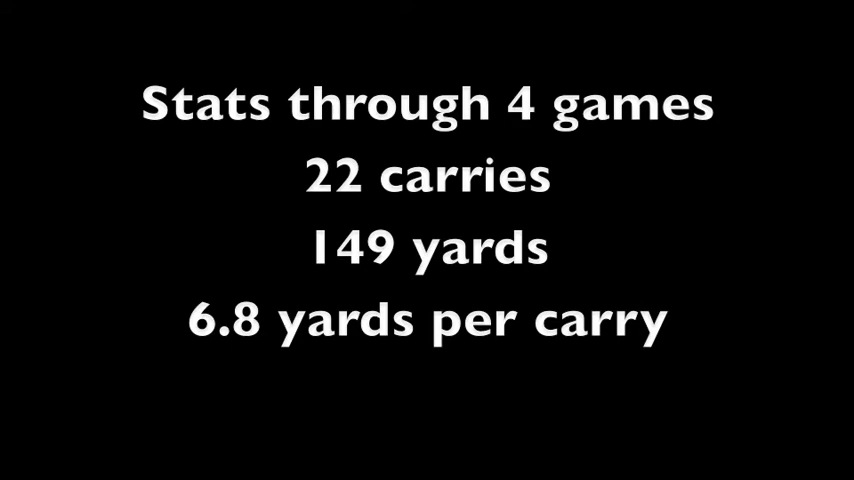 Stats through 4 games
22 carries
149 yards
6.8 yards per carry